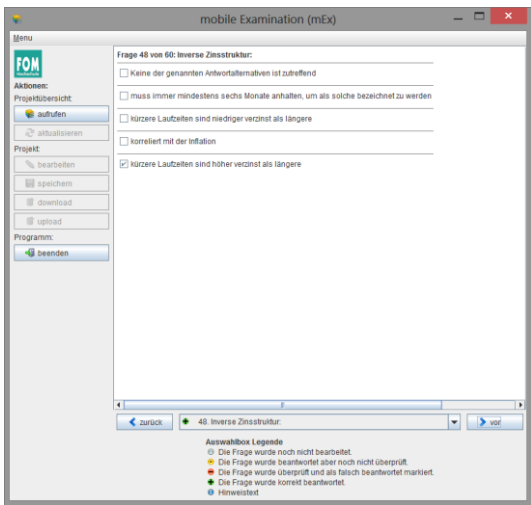 mobile Examination (mEx)
Menu
FOM
Hochschule
Aktionen:
Projektübersicht:
aufrufen
aktualisieren
Projekt:
bearbeiten
speichern
download
upload
Programm:
beenden
Frage 48 von 60: Inverse Zinsstruktur:
Keine der genannten Antwortalternativen ist zutreffend
muss immer mindestens sechs Monate anhalten, um als solche bezeichnet zu werden
kürzere Laufzeiten sind niedriger verzinst als längere
korreliert mit der Inflation
kürzere Laufzeiten sind höher verzinst als längere
zurück
48. Inverse Zinsstruktur:
vor
Auswahlbox Legende
Die Frage wurde noch nicht bearbeitet.
Die Frage wurde beantwortet aber noch nicht überprüft.
Die Frage wurde überprüft und als falsch beantwortet markiert.
Die Frage wurde korrekt beantwortet.
Hinweistext